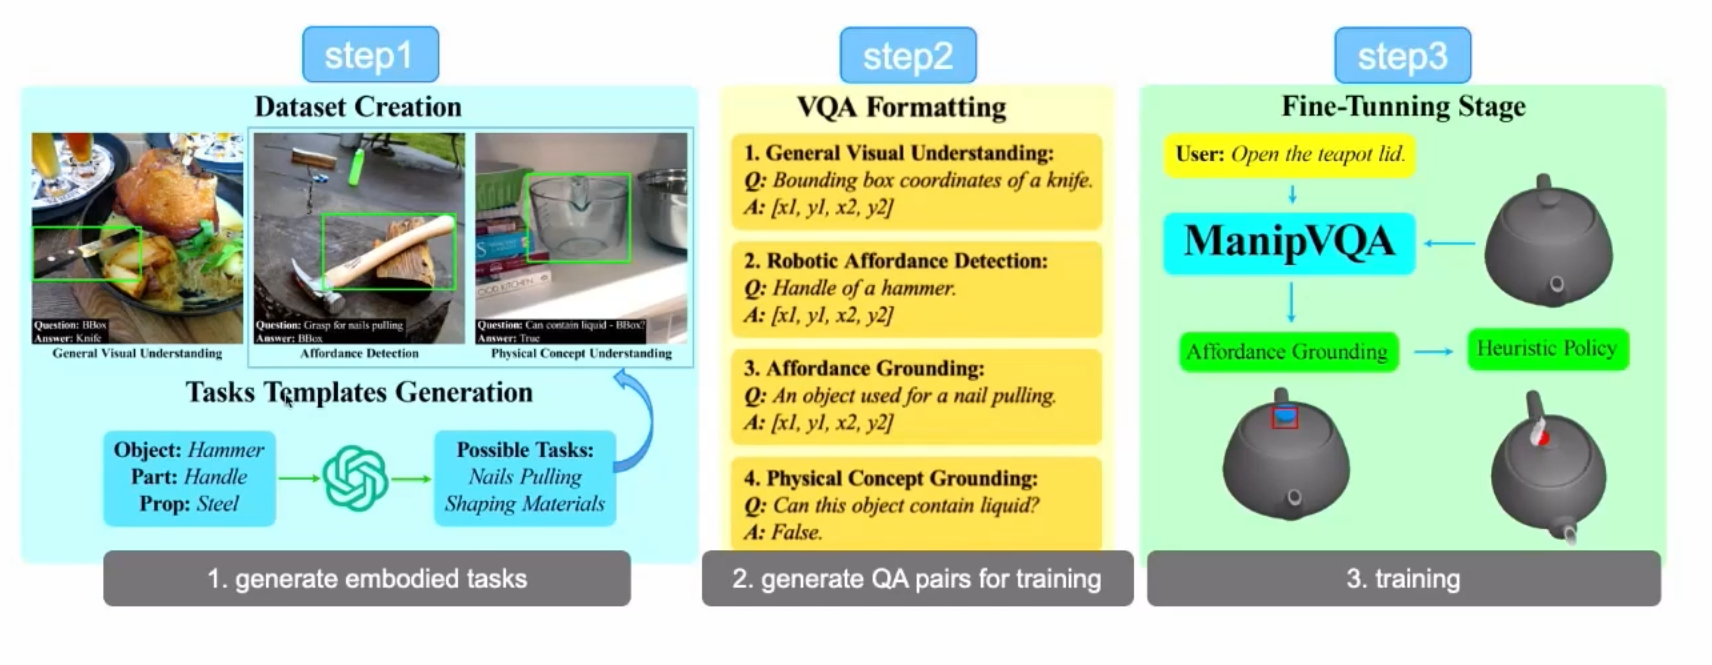 step1
Dataset Creation
Question: BBox
Answer: Knife
General Visual Understanding
Question: Grasp for nails pulling
Answer: BBox
Affordance Detection
Question: Can contain liquid - BBox?
Answer: True
Physical Concept Understanding
Tasks Templates Generation
Object: Hammer
Part: Handle
Prop: Steel
Possible Tasks:
Nails Pulling
Shaping Materials
1. generate embodied tasks
step2
VQA Formatting
1. General Visual Understanding:
Q: Bounding box coordinates of a knife.
A: [x1, y1, x2, y2]
2. Robotic Affordance Detection:
Q: Handle of a hammer.
A: [x1, y1, x2, y2]
3. Affordance Grounding:
Q: An object used for a nail pulling.
A: [x1, y1, x2, y2]
4. Physical Concept Grounding:
Q: Can this object contain liquid?
A: False.
2. generate QA pairs for training
step3
Fine-Tunning Stage
User: Open the teapot lid.
ManipVQA
Affordance Grounding
Heuristic Policy
3. training